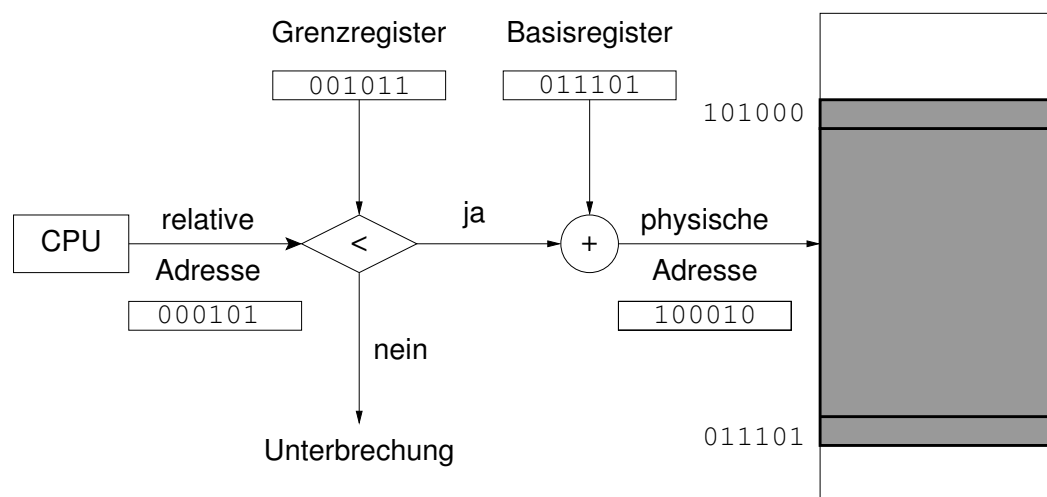 Grenzregister
Basisregister
001011
011101
101000
relative
ja
physische
CPU
<
+
Adresse
Adresse
000101
100010
nein
011101
Unterbrechung